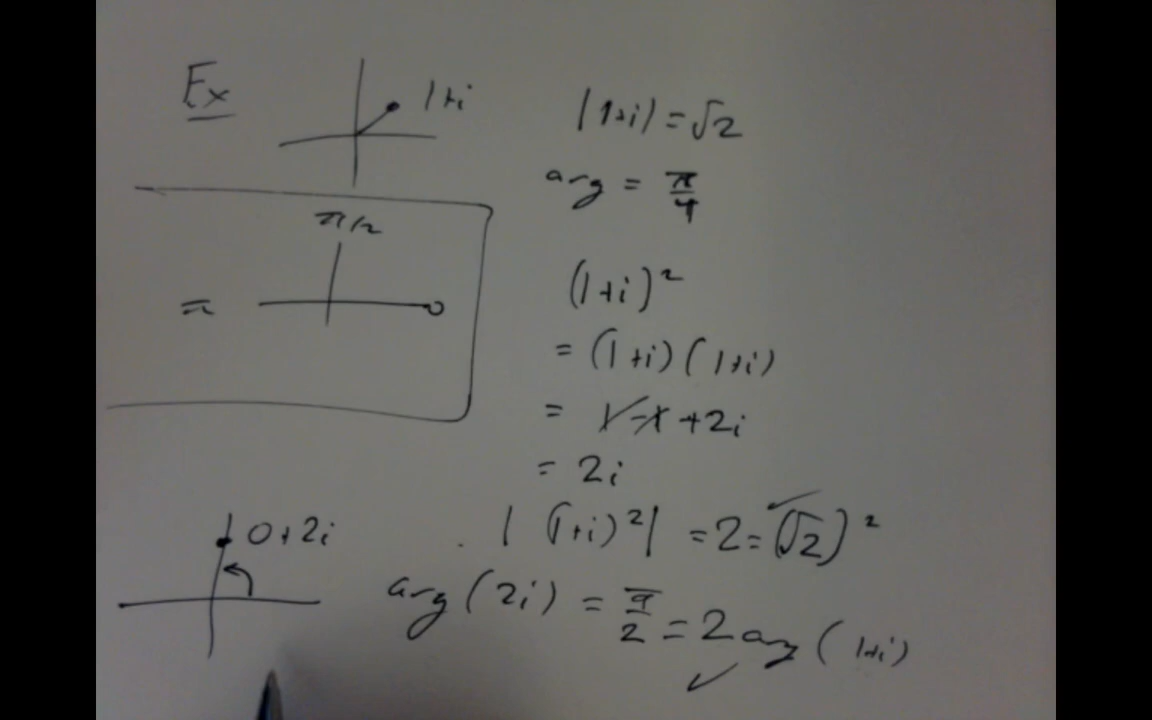 Ex
1+i
|1+i| = √2
arg = π/4
π/2
π
0
(1+i)²
= (1+i)(1+i)
= 1-1+2i
= 2i
0+2i
|(1+i)²| = 2 = (√2)²
arg(2i) = π/2 = 2 arg(1+i)